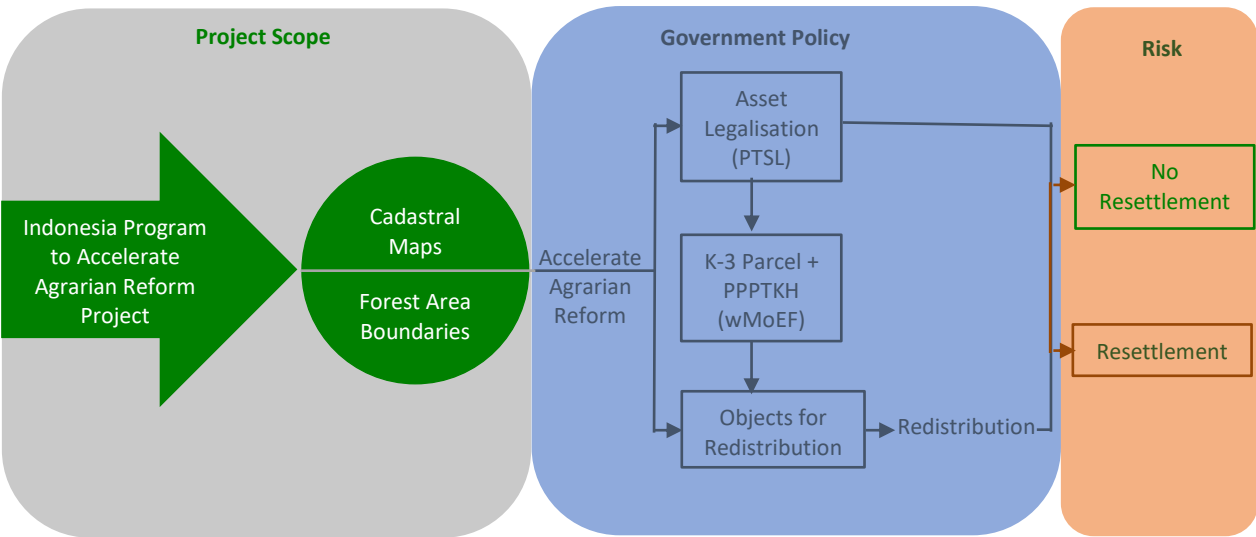 Project Scope
Indonesia Program
to Accelerate
Agrarian Reform
Project
Cadastral
Maps
Forest Area
Boundaries
Government Policy
Accelerate
Agrarian
Reform
Asset
Legalisation
(PTSL)
K-3 Parcel +
PPPTKH
(wMoEF)
Objects for
Redistribution
Redistribution
Risk
No
Resettlement
Resettlement